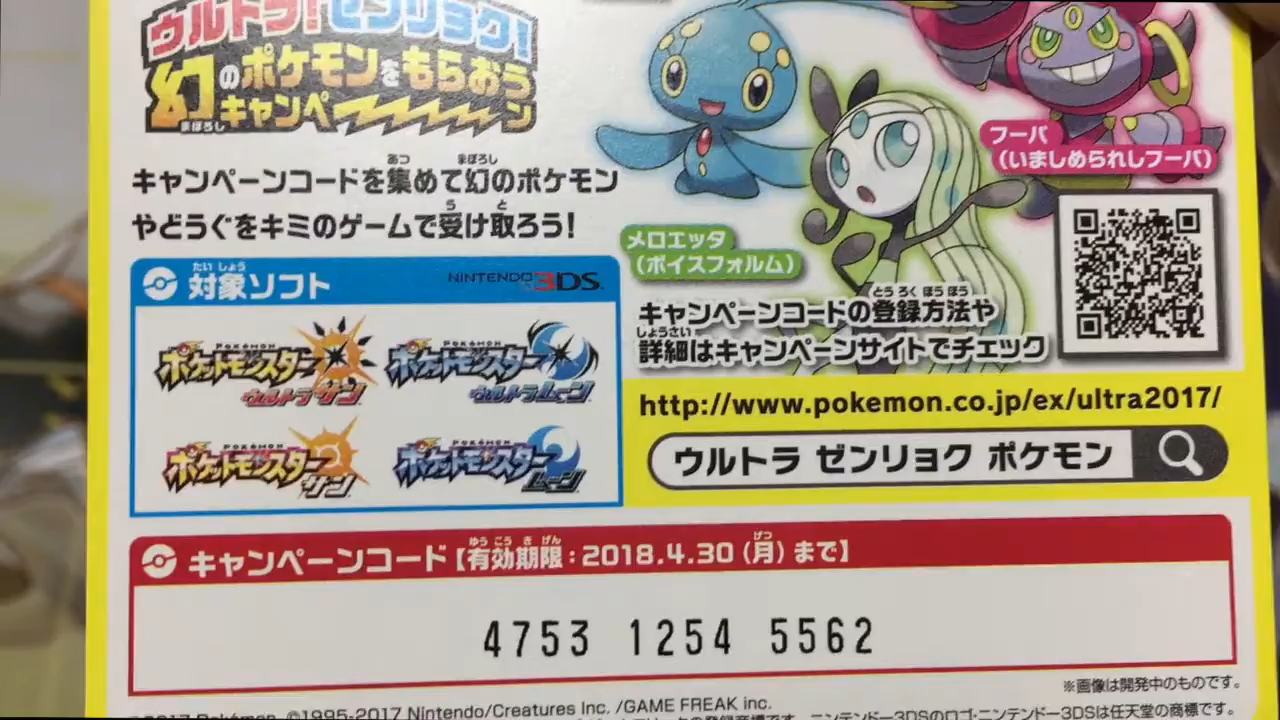 ウルトラ!ゼンリョク!
幻のポケモンをもらおう
まぼろし
キャンペーン
あつ まぼろし
キャンペーンコードを集めて幻のポケモン
う と
やどうぐをキミのゲームで受け取ろう!
フーパ
(いましめられしフーパ)
メロエッタ
(ボイスフォルム)
とうろくほうほう
キャンペーンコードの登録方法や
しょうさい
詳細はキャンペーンサイトでチェック
http://www.pokemon.co.jp/ex/ultra2017/
ウルトラ ゼンリョク ポケモン
たいしょう
対象ソフト
NINTENDO3DS
POKÉMON
ポケットモンスター
ウルトラサン
POKÉMON
ポケットモンスター
ウルトラムーン
POKÉMON
ポケットモンスター
サン
POKÉMON
ポケットモンスター
ムーン
ゆうこうきげん げつ
キャンペーンコード【有効期限:2018.4.30(月)まで】
4753 1254 5562
※画像は開発中のものです。
©1995-2017 Nintendo/Creatures Inc. /GAME FREAK inc.
ニンテンドー3DSのロゴ・ニンテンドー3DSは任天堂の商標です。